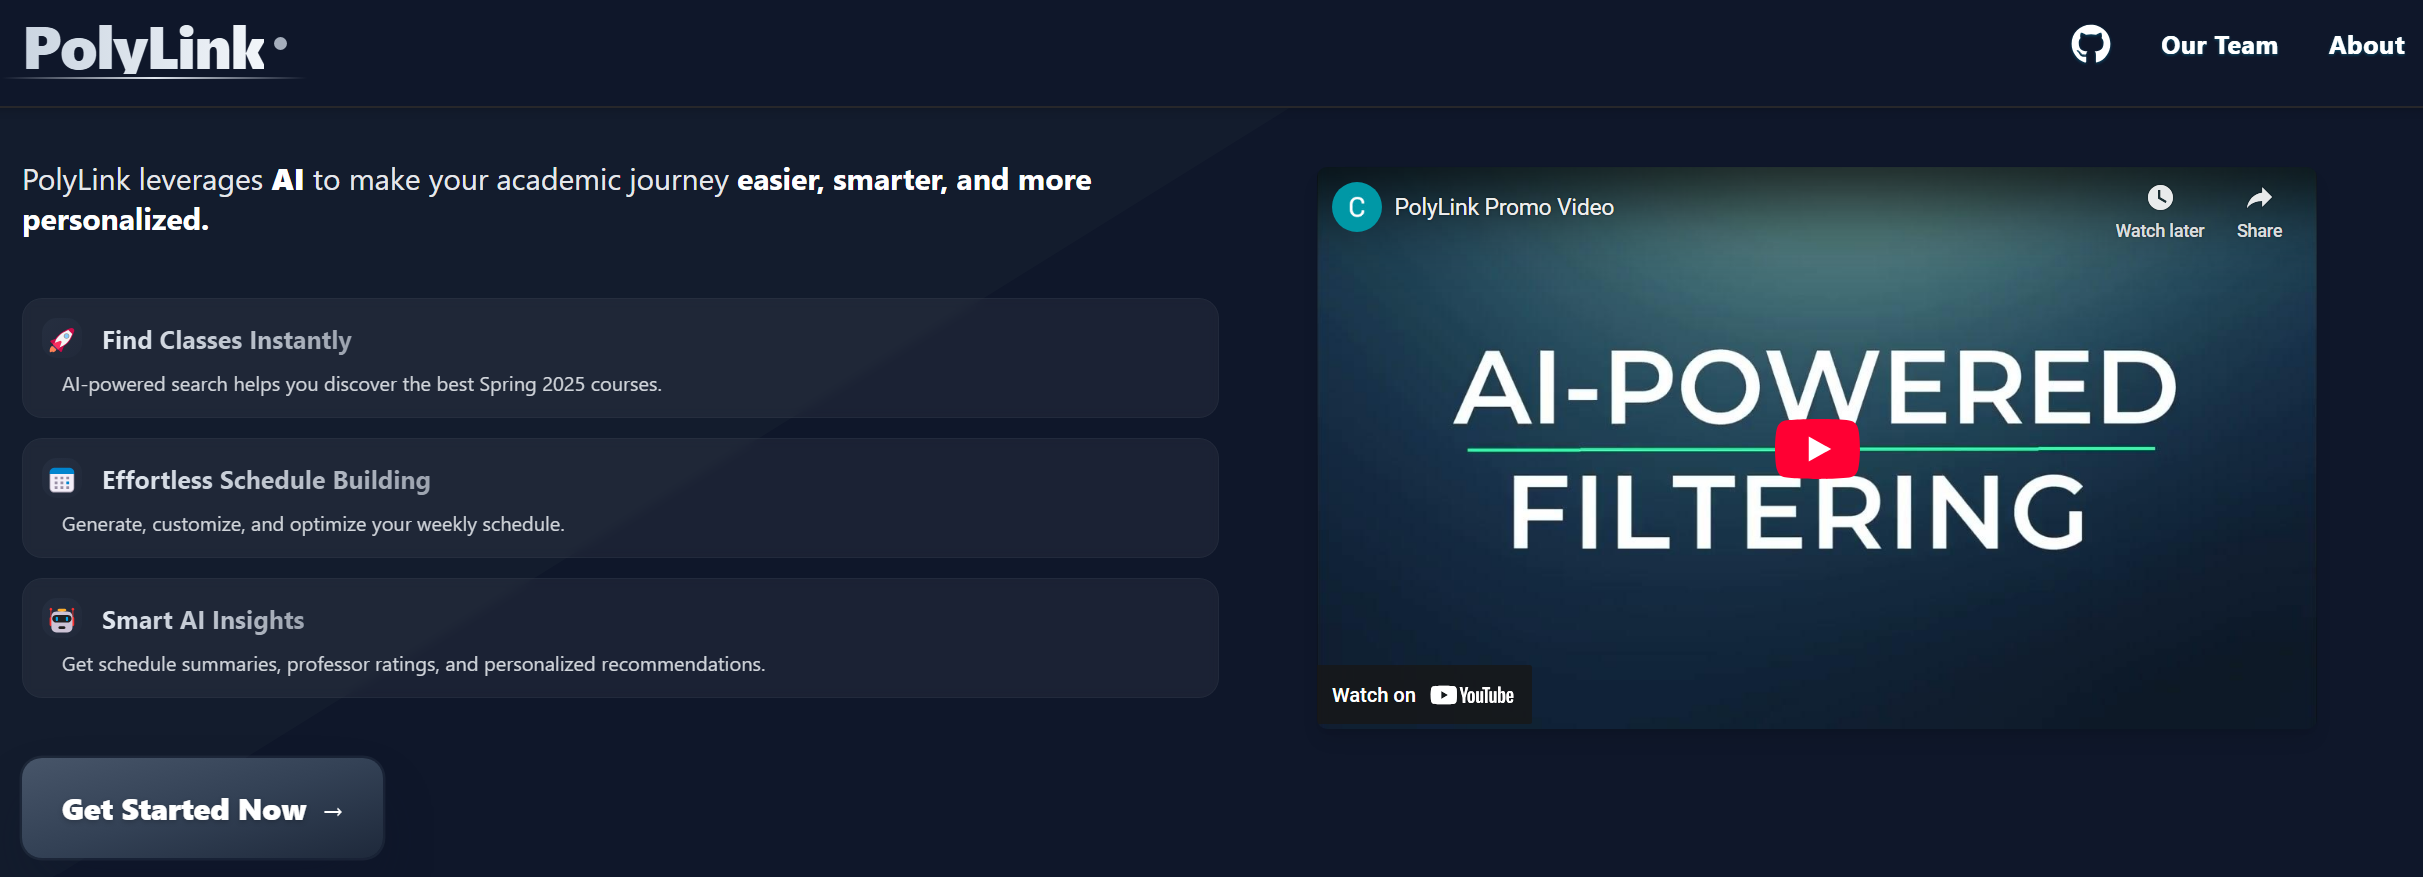 PolyLink
Our Team
About
PolyLink leverages AI to make your academic journey easier, smarter, and more
personalized.
Find Classes Instantly
AI-powered search helps you discover the best Spring 2025 courses.
Effortless Schedule Building
Generate, customize, and optimize your weekly schedule.
Smart AI Insights
Get schedule summaries, professor ratings, and personalized recommendations.
Get Started Now →
C
PolyLink Promo Video
Watch later
Share
AI-POWERED
FILTERING
Watch on YouTube